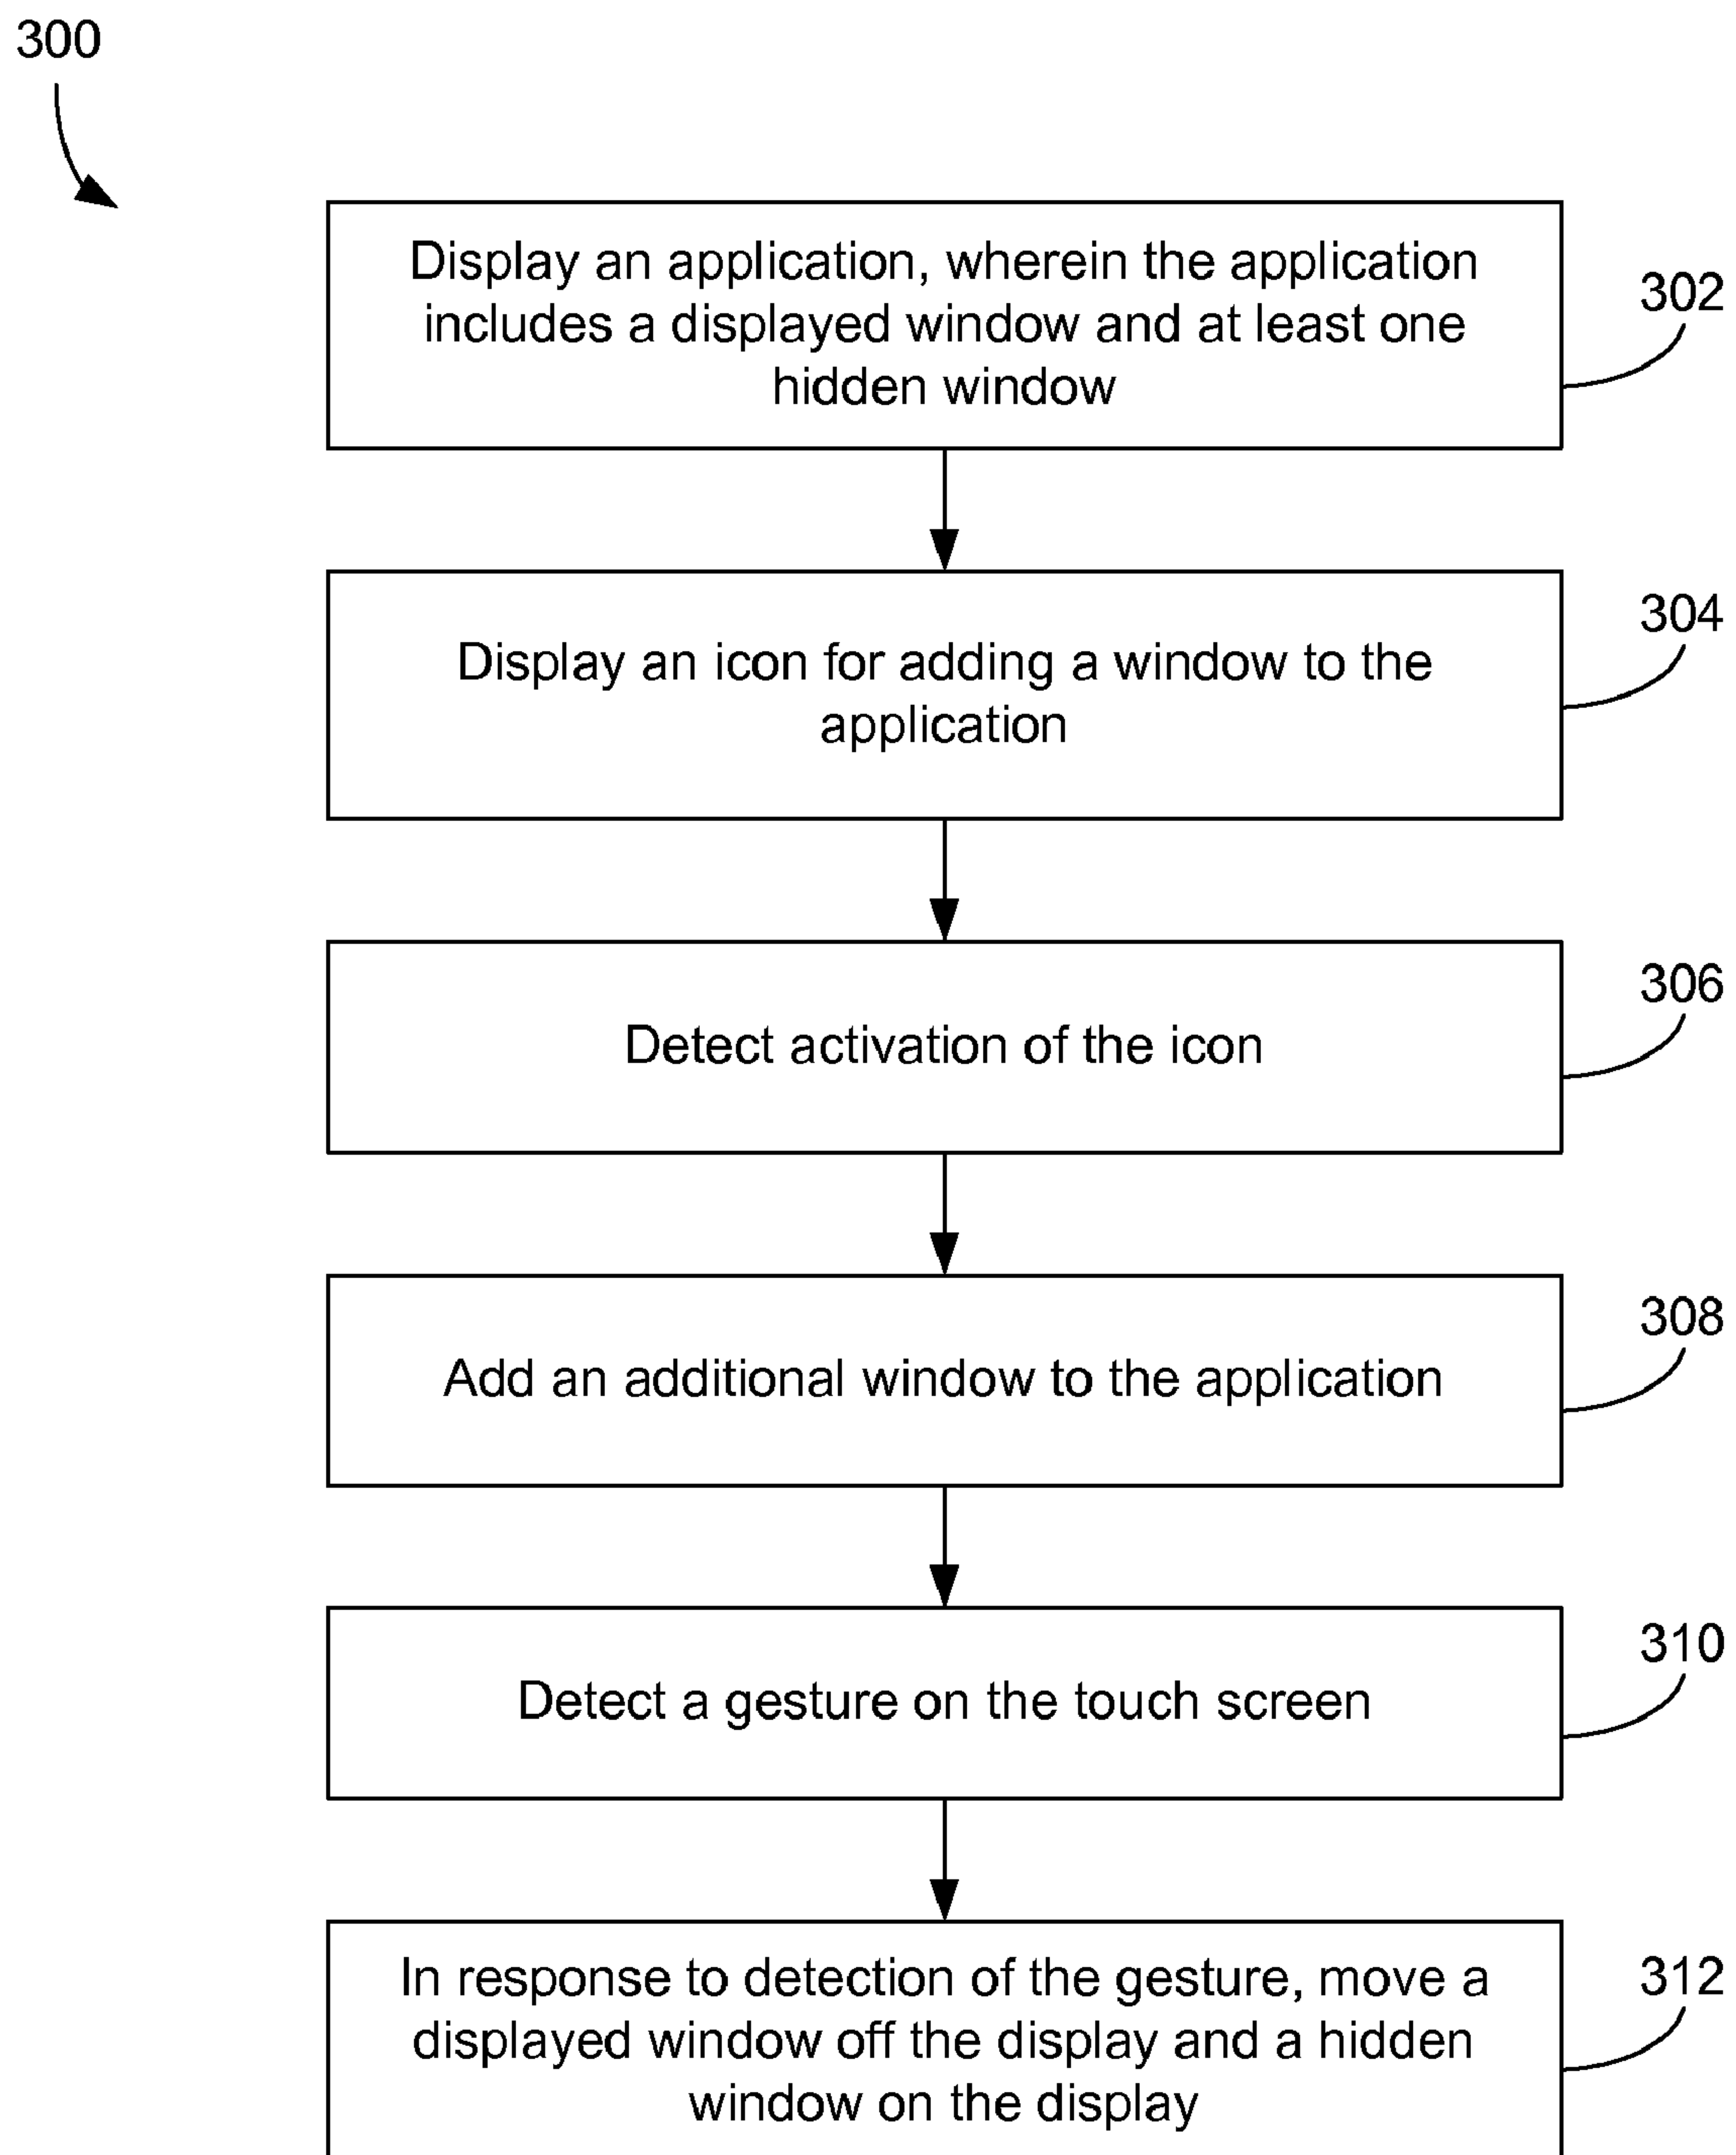 300
Display an application, wherein the application
includes a displayed window and at least one
hidden window
302
Display an icon for adding a window to the
application
304
Detect activation of the icon
306
Add an additional window to the application
308
Detect a gesture on the touch screen
310
In response to detection of the gesture, move a
displayed window off the display and a hidden
window on the display
312